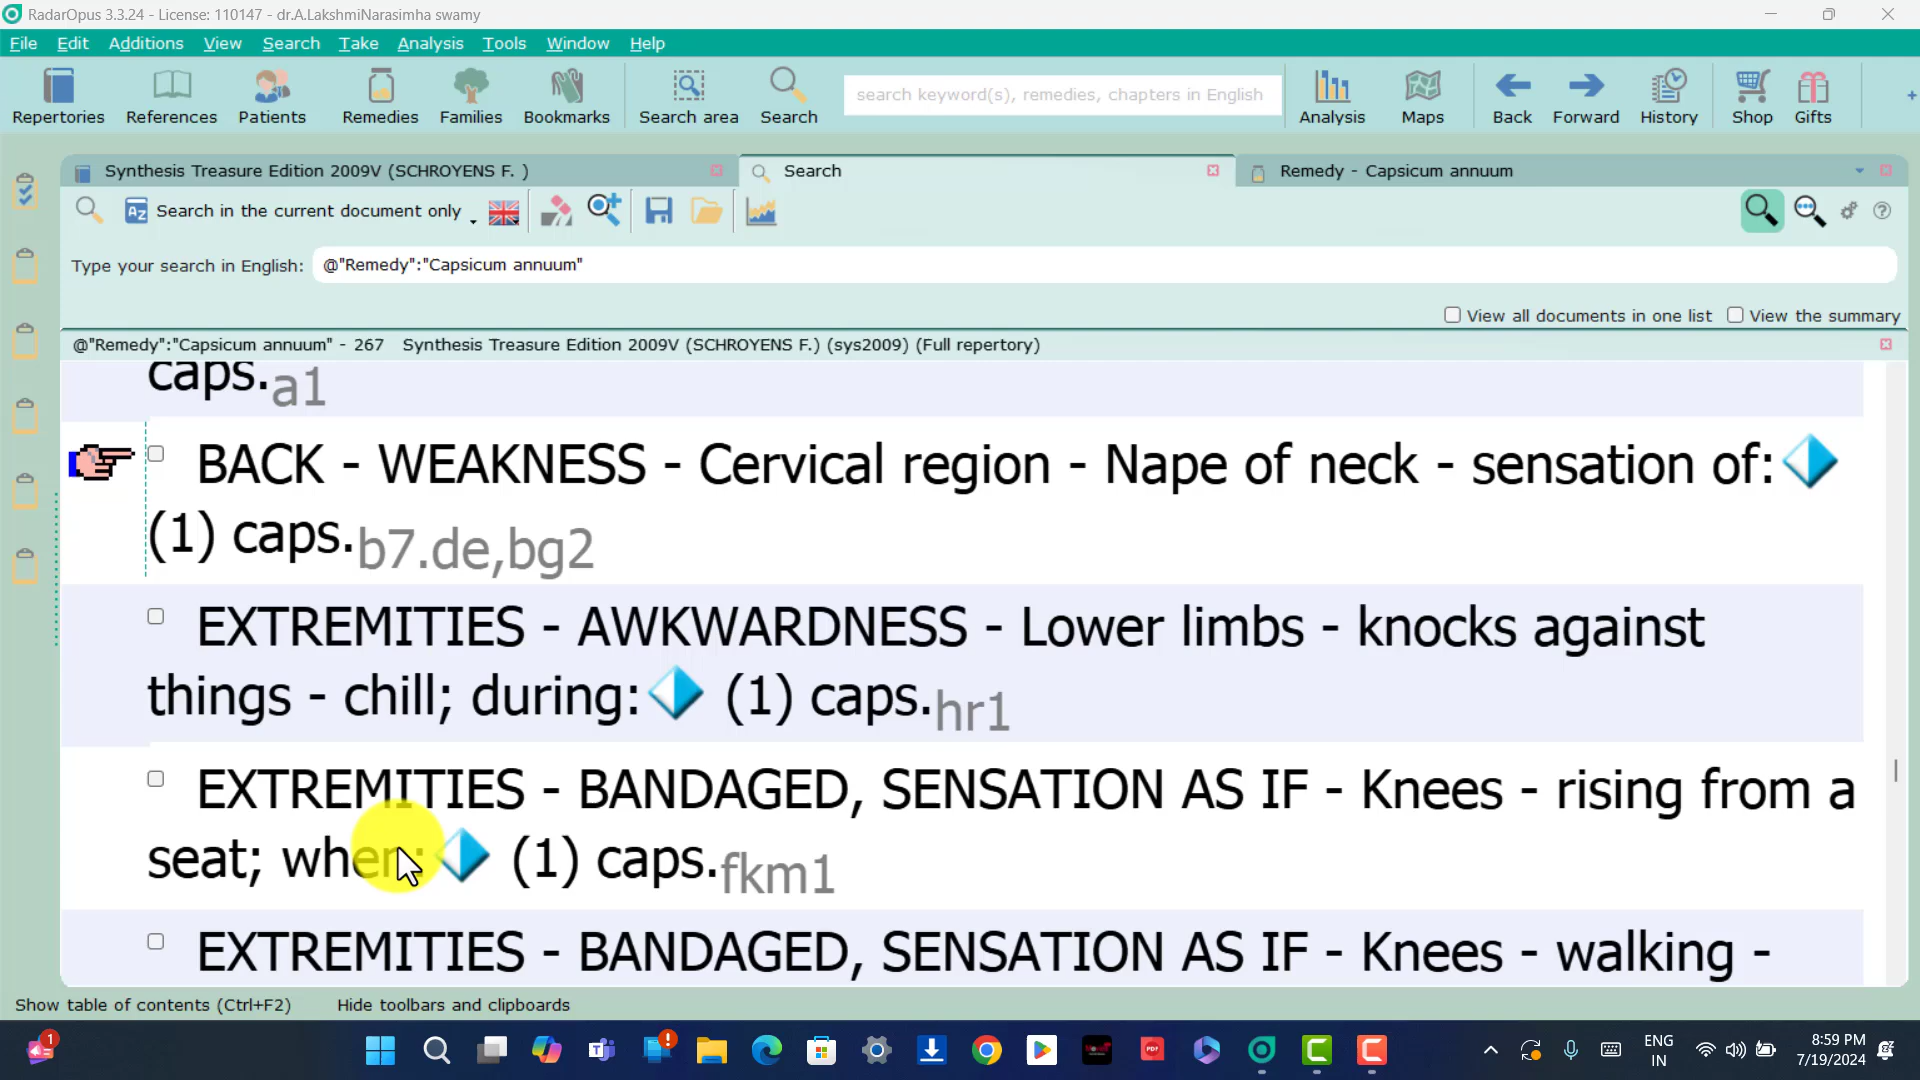 RadarOpus 3.3.24 - License: 110147 - dr.A.LakshmiNarasimha swamy
File Edit Additions View Search Take Analysis Tools Window Help
Repertories References Patients Remedies Families Bookmarks Search area Search search keyword(s), remedies, chapters in English Analysis Maps Back Forward History Shop Gifts
Synthesis Treasure Edition 2009V (SCHROYENS F. ) Search Remedy - Capsicum annuum
AZ Search in the current document only
Type your search in English: @"Remedy":"Capsicum annuum"
View all documents in one list View the summary
@"Remedy":"Capsicum annuum" - 267 Synthesis Treasure Edition 2009V (SCHROYENS F.) (sys2009) (Full repertory)
caps.a1
BACK - WEAKNESS - Cervical region - Nape of neck - sensation of:
(1) caps.b7.de,bg2
EXTREMITIES - AWKWARDNESS - Lower limbs - knocks against
things - chill; during: (1) caps.hr1
EXTREMITIES - BANDAGED, SENSATION AS IF - Knees - rising from a
seat; when: (1) caps.fkm1
EXTREMITIES - BANDAGED, SENSATION AS IF - Knees - walking -
Show table of contents (Ctrl+F2) Hide toolbars and clipboards
1 PDF ENG 8:59 PM
IN 7/19/2024